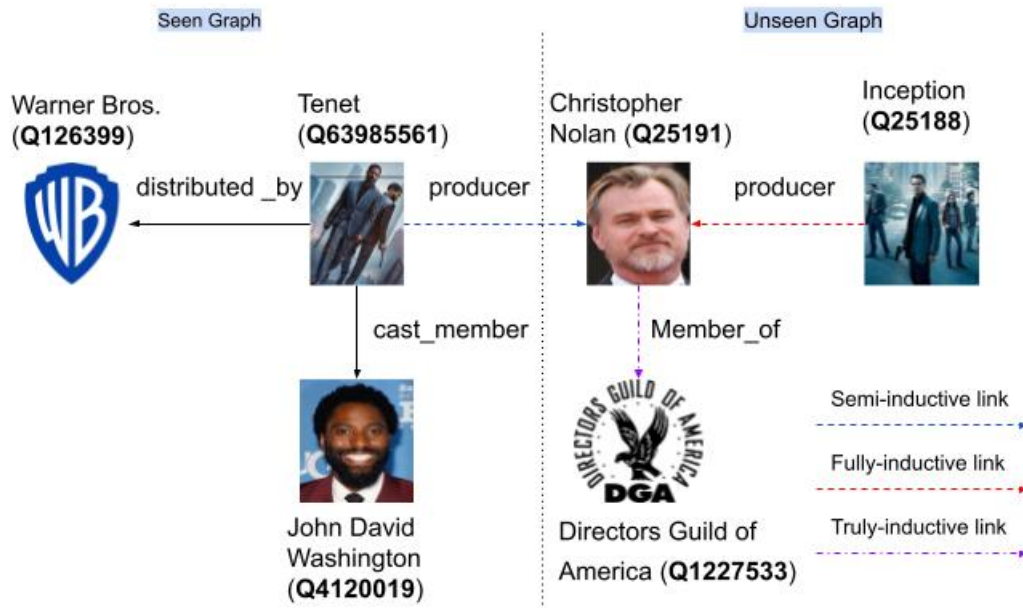 Seen Graph
Unseen Graph
Warner Bros.
(Q126399)
Tenet
(Q63985561)
Christopher
Nolan (Q25191)
Inception
(Q25188)
WB
distributed _by
producer
producer
cast_member
Member_of
DIRECTORS GUILD OF AMERICA
DGA
Semi-inductive link
Fully-inductive link
Truly-inductive link
John David
Washington
(Q4120019)
Directors Guild of
America (Q1227533)